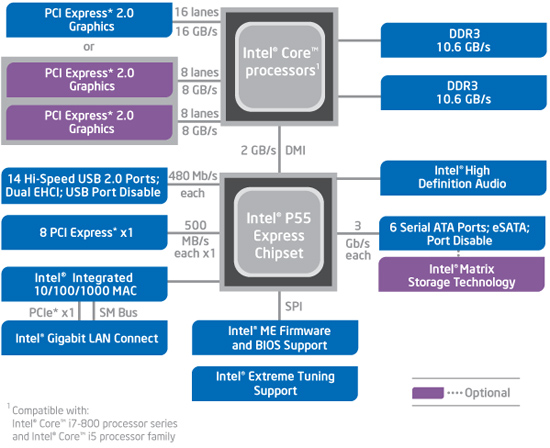 PCI Express* 2.0
Graphics
16 lanes
16 GB/s
or
PCI Express* 2.0
Graphics
8 lanes
8 GB/s
PCI Express* 2.0
Graphics
8 lanes
8 GB/s
Intel® Core™
processors¹
DDR3
10.6 GB/s
DDR3
10.6 GB/s
2 GB/s
DMI
14 Hi-Speed USB 2.0 Ports;
Dual EHCI; USB Port Disable
480 Mb/s
each
8 PCI Express* x1
500
MB/s
each x1
Intel® Integrated
10/100/1000 MAC
PCIe* x1
SM Bus
Intel® Gigabit LAN Connect
Intel® P55
Express
Chipset
Intel® High
Definition Audio
3
Gb/s
each
6 Serial ATA Ports; eSATA;
Port Disable
Intel® Matrix
Storage Technology
SPI
Intel® ME Firmware
and BIOS Support
Intel® Extreme Tuning
Support
Optional
¹ Compatible with:
Intel® Core™ i7-800 processor series
and Intel® Core™ i5 processor family